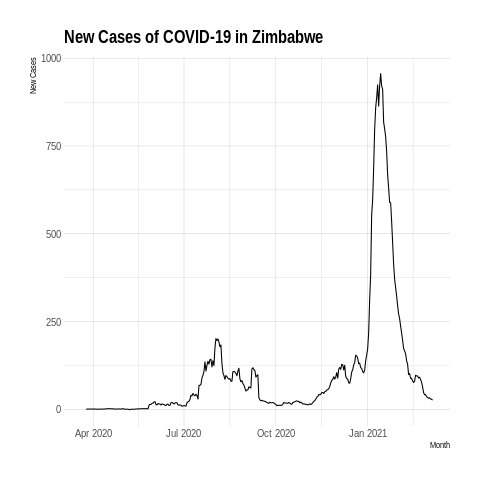 New Cases of COVID-19 in Zimbabwe
New Cases
1000
750
500
250
0
Apr 2020 Jul 2020 Oct 2020 Jan 2021
Month